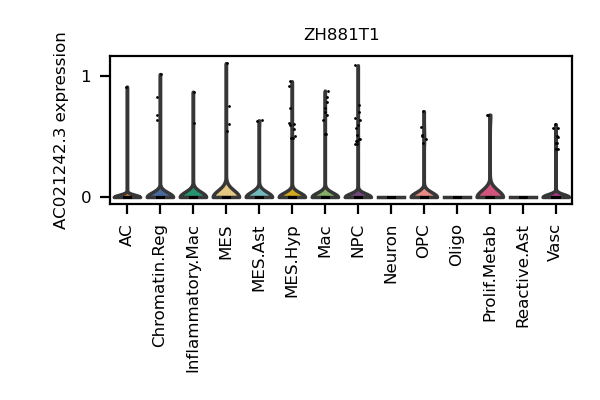 ZH881T1
AC021242.3 expression
1
0
AC
Chromatin.Reg
Inflammatory.Mac
MES
MES.Ast
MES.Hyp
Mac
NPC
Neuron
OPC
Oligo
Prolif.Metab
Reactive.Ast
Vasc